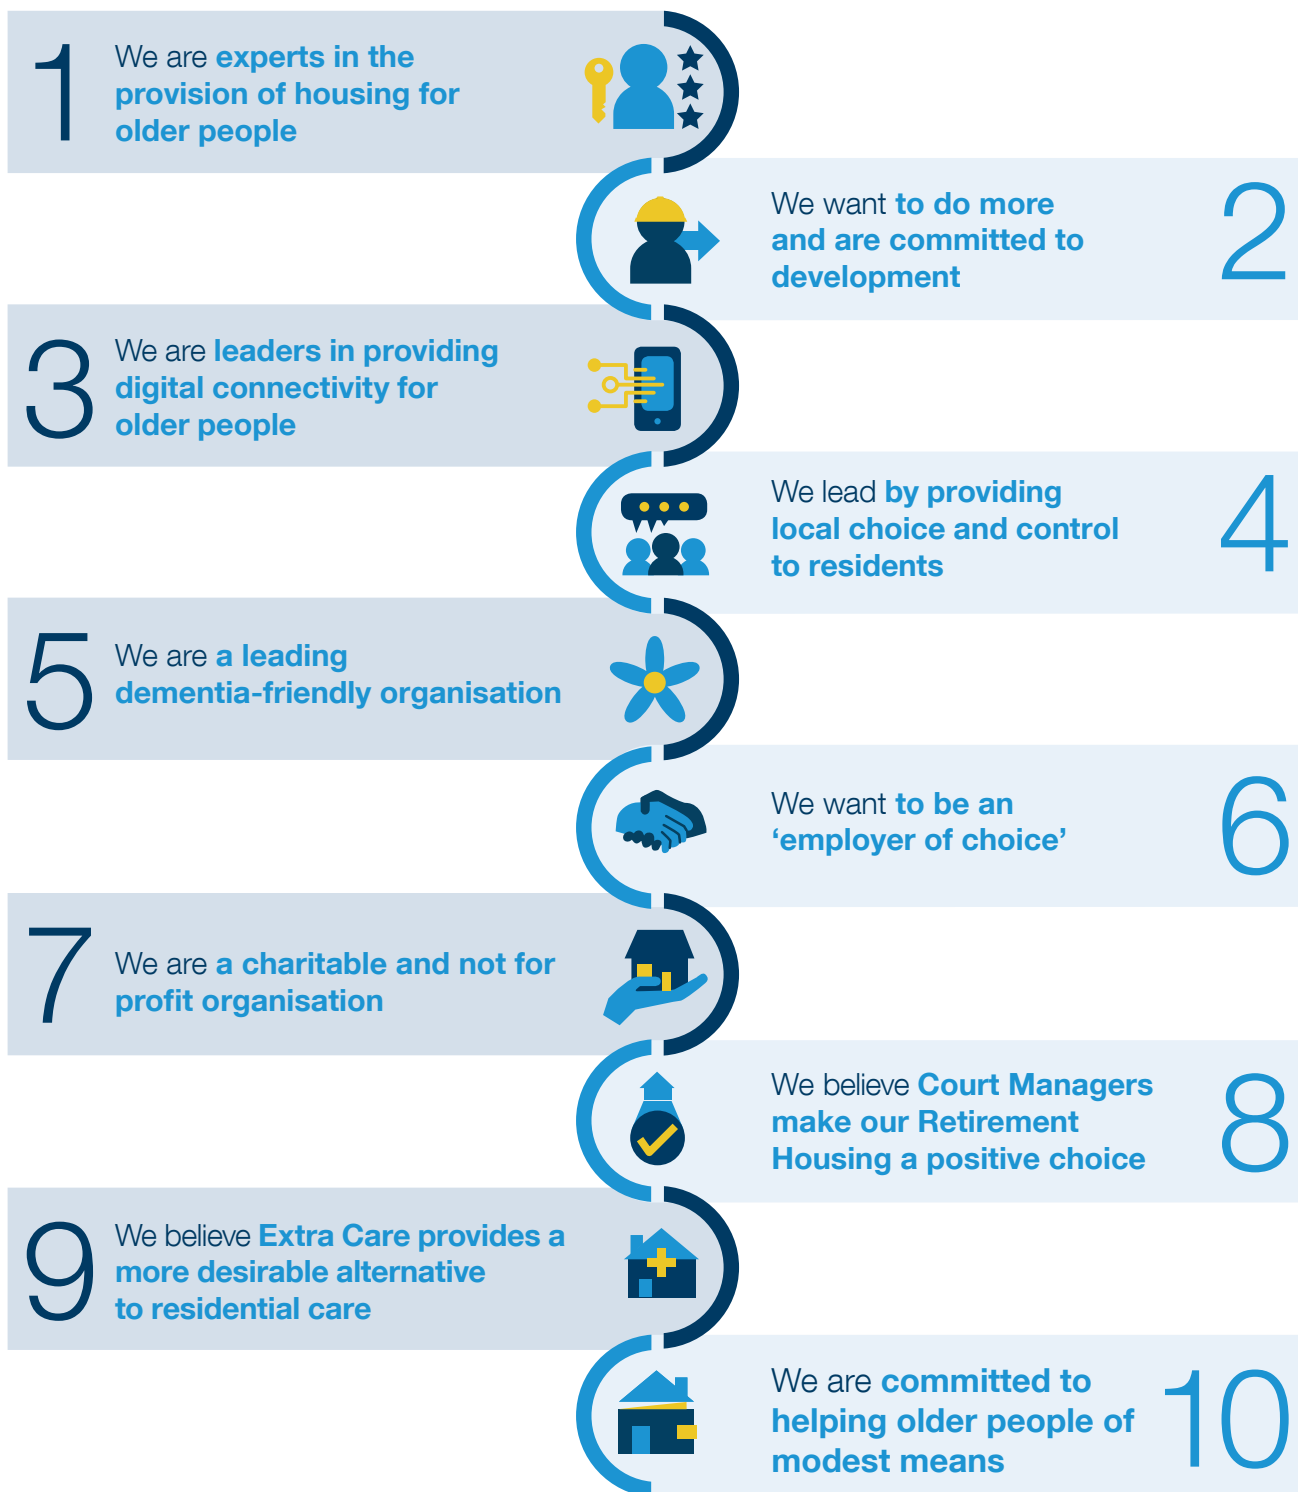 1
We are experts in the
provision of housing for
older people
2
We want to do more
and are committed to
development
3
We are leaders in providing
digital connectivity for
older people
4
We lead by providing
local choice and control
to residents
5
We are a leading
dementia-friendly organisation
6
We want to be an
‘employer of choice’
7
We are a charitable and not for
profit organisation
8
We believe Court Managers
make our Retirement
Housing a positive choice
9
We believe Extra Care provides a
more desirable alternative
to residential care
10
We are committed to
helping older people of
modest means